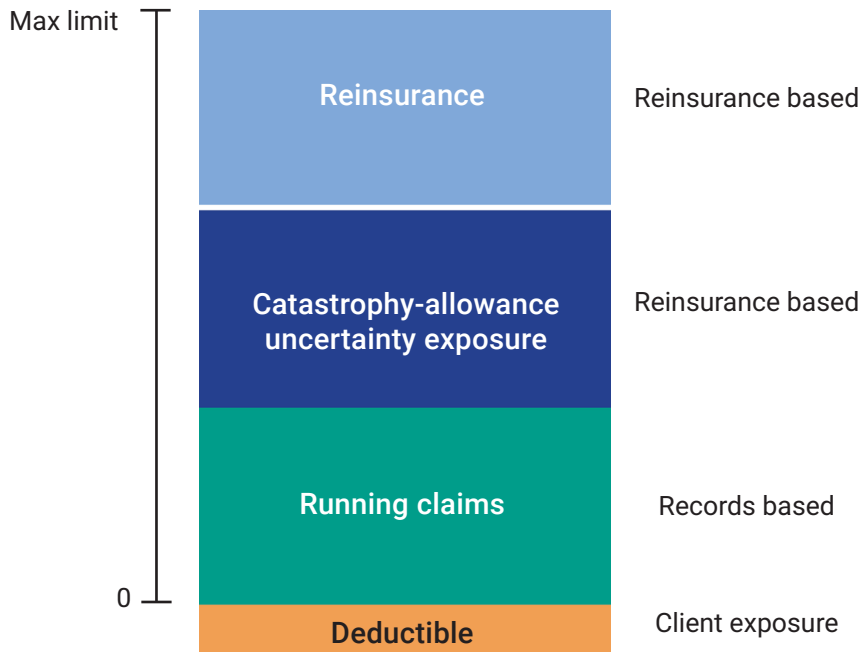 Max limit
Reinsurance
Reinsurance based
Catastrophy-allowance
uncertainty exposure
Reinsurance based
Running claims
Records based
0
Deductible
Client exposure